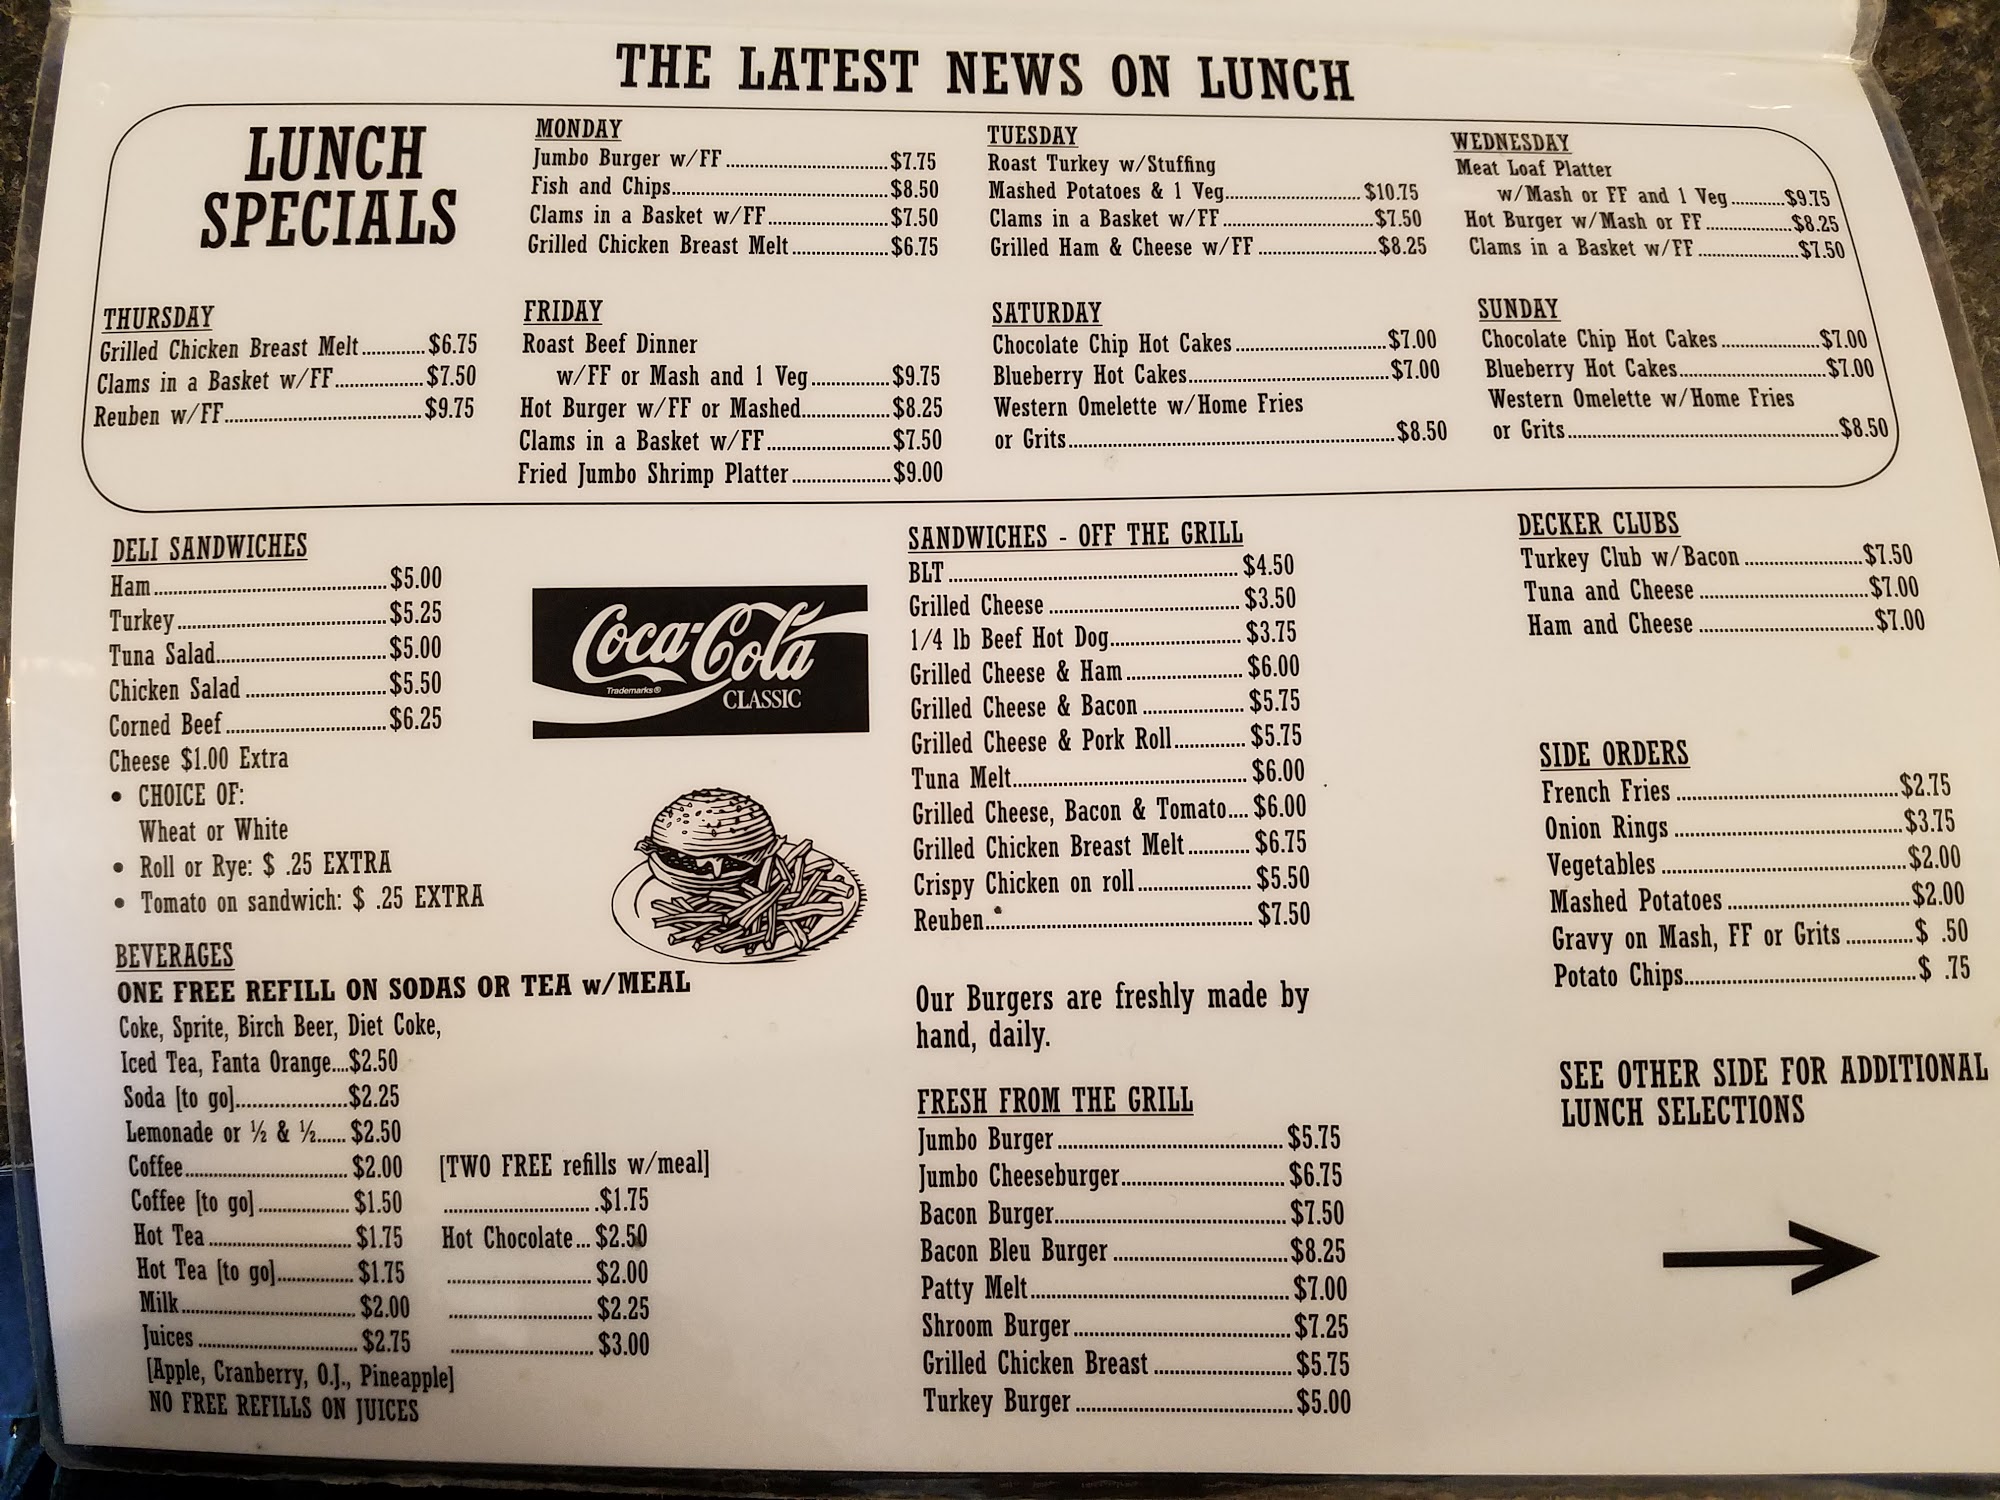 THE LATEST NEWS ON LUNCH
LUNCH
SPECIALS
MONDAY
Jumbo Burger w/FF ........ $7.75
Fish and Chips ........ $8.50
Clams in a Basket w/FF ........ $7.50
Grilled Chicken Breast Melt ........ $6.75
TUESDAY
Roast Turkey w/Stuffing
Mashed Potatoes & 1 Veg ........ $10.75
Clams in a Basket w/FF ........ $7.50
Grilled Ham & Cheese w/FF ........ $8.25
WEDNESDAY
Meat Loaf Platter
w/Mash or FF and 1 Veg ........ $9.75
Hot Burger w/Mash or FF ........ $8.25
Clams in a Basket w/FF ........ $7.50
THURSDAY
Grilled Chicken Breast Melt ........ $6.75
Clams in a Basket w/FF ........ $7.50
Reuben w/FF ........ $9.75
FRIDAY
Roast Beef Dinner
w/FF or Mash and 1 Veg ........ $9.75
Hot Burger w/FF or Mashed ........ $8.25
Clams in a Basket w/FF ........ $7.50
Fried Jumbo Shrimp Platter ........ $9.00
SATURDAY
Chocolate Chip Hot Cakes ........ $7.00
Blueberry Hot Cakes ........ $7.00
Western Omelette w/Home Fries
or Grits ........ $8.50
SUNDAY
Chocolate Chip Hot Cakes ........ $7.00
Blueberry Hot Cakes ........ $7.00
Western Omelette w/Home Fries
or Grits ........ $8.50
DELI SANDWICHES
Ham ........ $5.00
Turkey ........ $5.25
Tuna Salad ........ $5.00
Chicken Salad ........ $5.50
Corned Beef ........ $6.25
Cheese $1.00 Extra
• CHOICE OF:
Wheat or White
• Roll or Rye: $ .25 EXTRA
• Tomato on sandwich: $ .25 EXTRA
Coca-Cola
Trademarks®
CLASSIC
BEVERAGES
ONE FREE REFILL ON SODAS OR TEA w/MEAL
Coke, Sprite, Birch Beer, Diet Coke,
Iced Tea, Fanta Orange....$2.50
Soda [to go] ........ $2.25
Lemonade or ½ & ½...... $2.50
Coffee ........ $2.00 [TWO FREE refills w/meal]
Coffee [to go] ........ $1.50 ........ .$1.75
Hot Tea ........ $1.75 Hot Chocolate... $2.50
Hot Tea [to go] ........ $1.75 ........ $2.00
Milk ........ $2.00 ........ $2.25
Juices ........ $2.75 ........ $3.00
[Apple, Cranberry, O.J., Pineapple]
NO FREE REFILLS ON JUICES
SANDWICHES - OFF THE GRILL
BLT ........ $4.50
Grilled Cheese ........ $3.50
1/4 lb Beef Hot Dog ........ $3.75
Grilled Cheese & Ham ........ $6.00
Grilled Cheese & Bacon ........ $5.75
Grilled Cheese & Pork Roll ........ $5.75
Tuna Melt ........ $6.00
Grilled Cheese, Bacon & Tomato.... $6.00
Grilled Chicken Breast Melt ........ $6.75
Crispy Chicken on roll ........ $5.50
Reuben ........ $7.50
Our Burgers are freshly made by
hand, daily.
FRESH FROM THE GRILL
Jumbo Burger ........ $5.75
Jumbo Cheeseburger ........ $6.75
Bacon Burger ........ $7.50
Bacon Bleu Burger ........ $8.25
Patty Melt ........ $7.00
Shroom Burger ........ $7.25
Grilled Chicken Breast ........ $5.75
Turkey Burger ........ $5.00
DECKER CLUBS
Turkey Club w/Bacon ........ $7.50
Tuna and Cheese ........ $7.00
Ham and Cheese ........ $7.00
SIDE ORDERS
French Fries ........ $2.75
Onion Rings ........ $3.75
Vegetables ........ $2.00
Mashed Potatoes ........ $2.00
Gravy on Mash, FF or Grits ........ $ .50
Potato Chips ........ $ .75
SEE OTHER SIDE FOR ADDITIONAL
LUNCH SELECTIONS